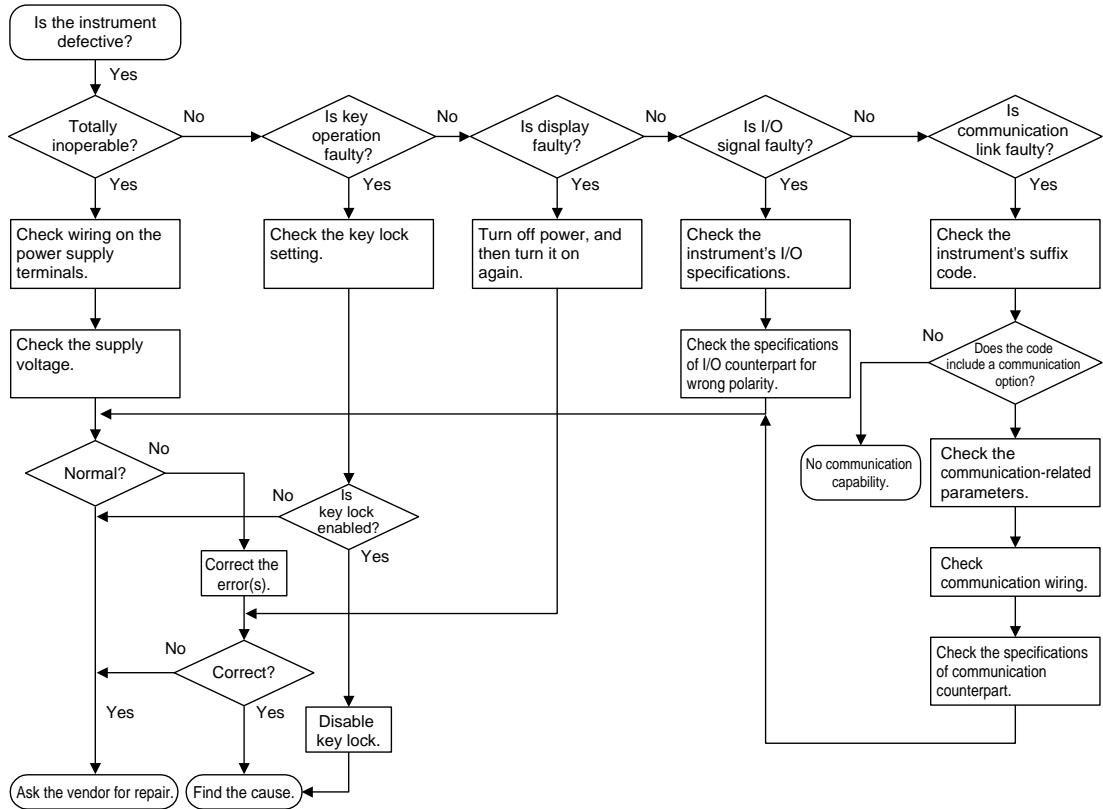 Is the instrument
defective?
Yes
Totally
inoperable?
No
Is key
operation
faulty?
No
Is display
faulty?
No
Is I/O
signal faulty?
No
Is
communication
link faulty?
Yes
Yes
Yes
Yes
Yes
Check wiring on the
power supply
terminals.
Check the key lock
setting.
Turn off power, and
then turn it on
again.
Check the
instrument's I/O
specifications.
Check the
instrument's suffix
code.
Check the supply
voltage.
Check the specifications
of I/O counterpart for
wrong polarity.
No
Does the code
include a communication
option?
Yes
Normal?
No
No communication
capability.
Check the
communication-related
parameters.
No
Is
key lock
enabled?
Yes
Correct the
error(s).
Check
communication wiring.
No
Correct?
Check the specifications
of communication
counterpart.
Yes
Yes
Disable
key lock.
Ask the vendor for repair.
Find the cause.